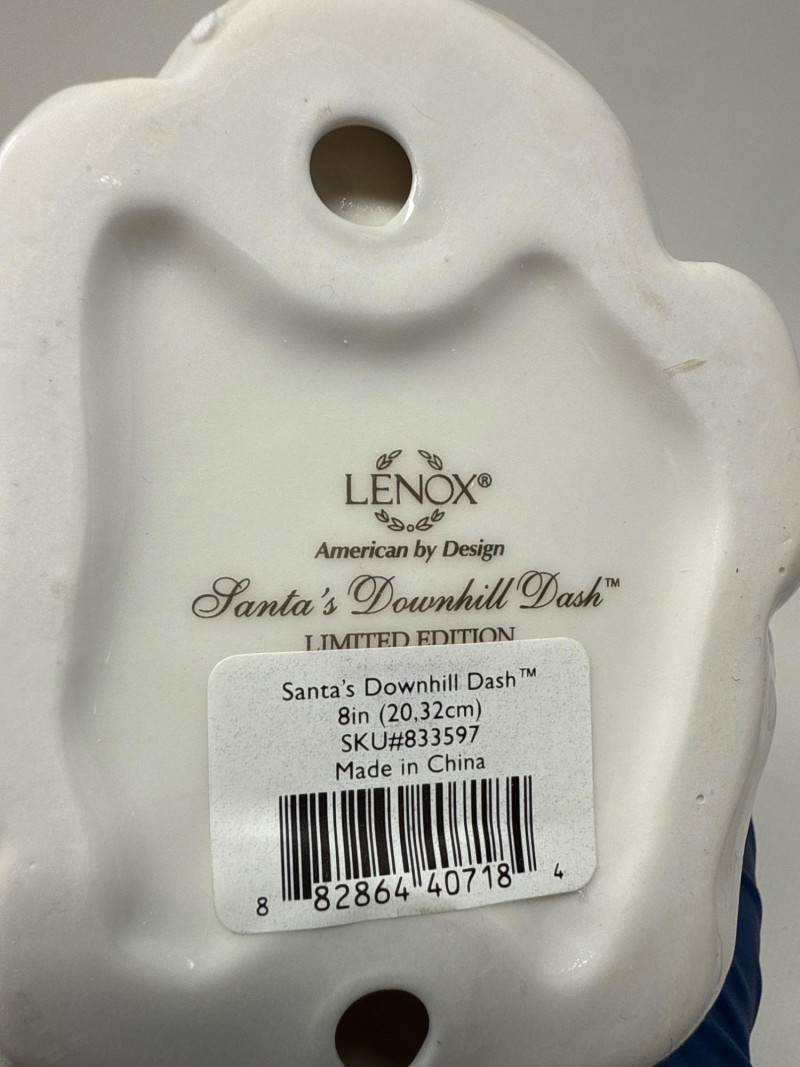 LENOX®
American by Design
Santa's Downhill Dash™
LIMITED EDITION
Santa's Downhill Dash™
8in (20,32cm)
SKU#833597
Made in China
8 82864 40718 4